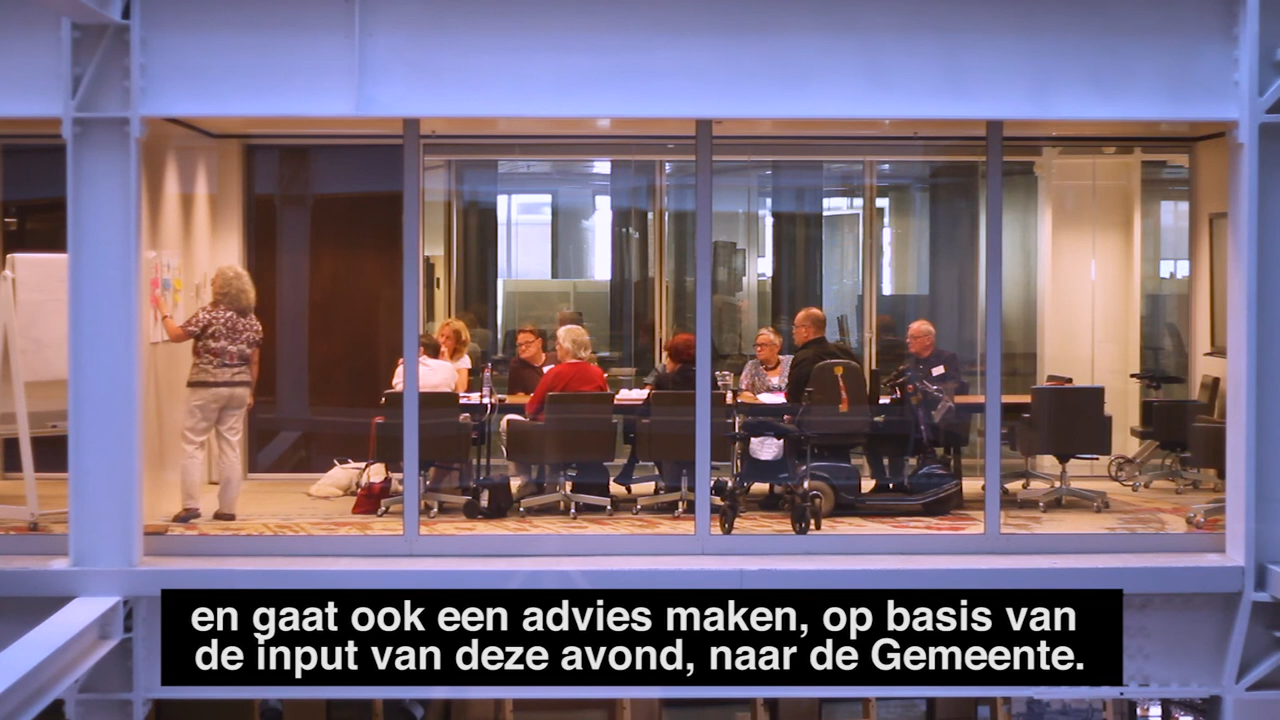 en gaat ook een advies maken, op basis van
de input van deze avond, naar de Gemeente.